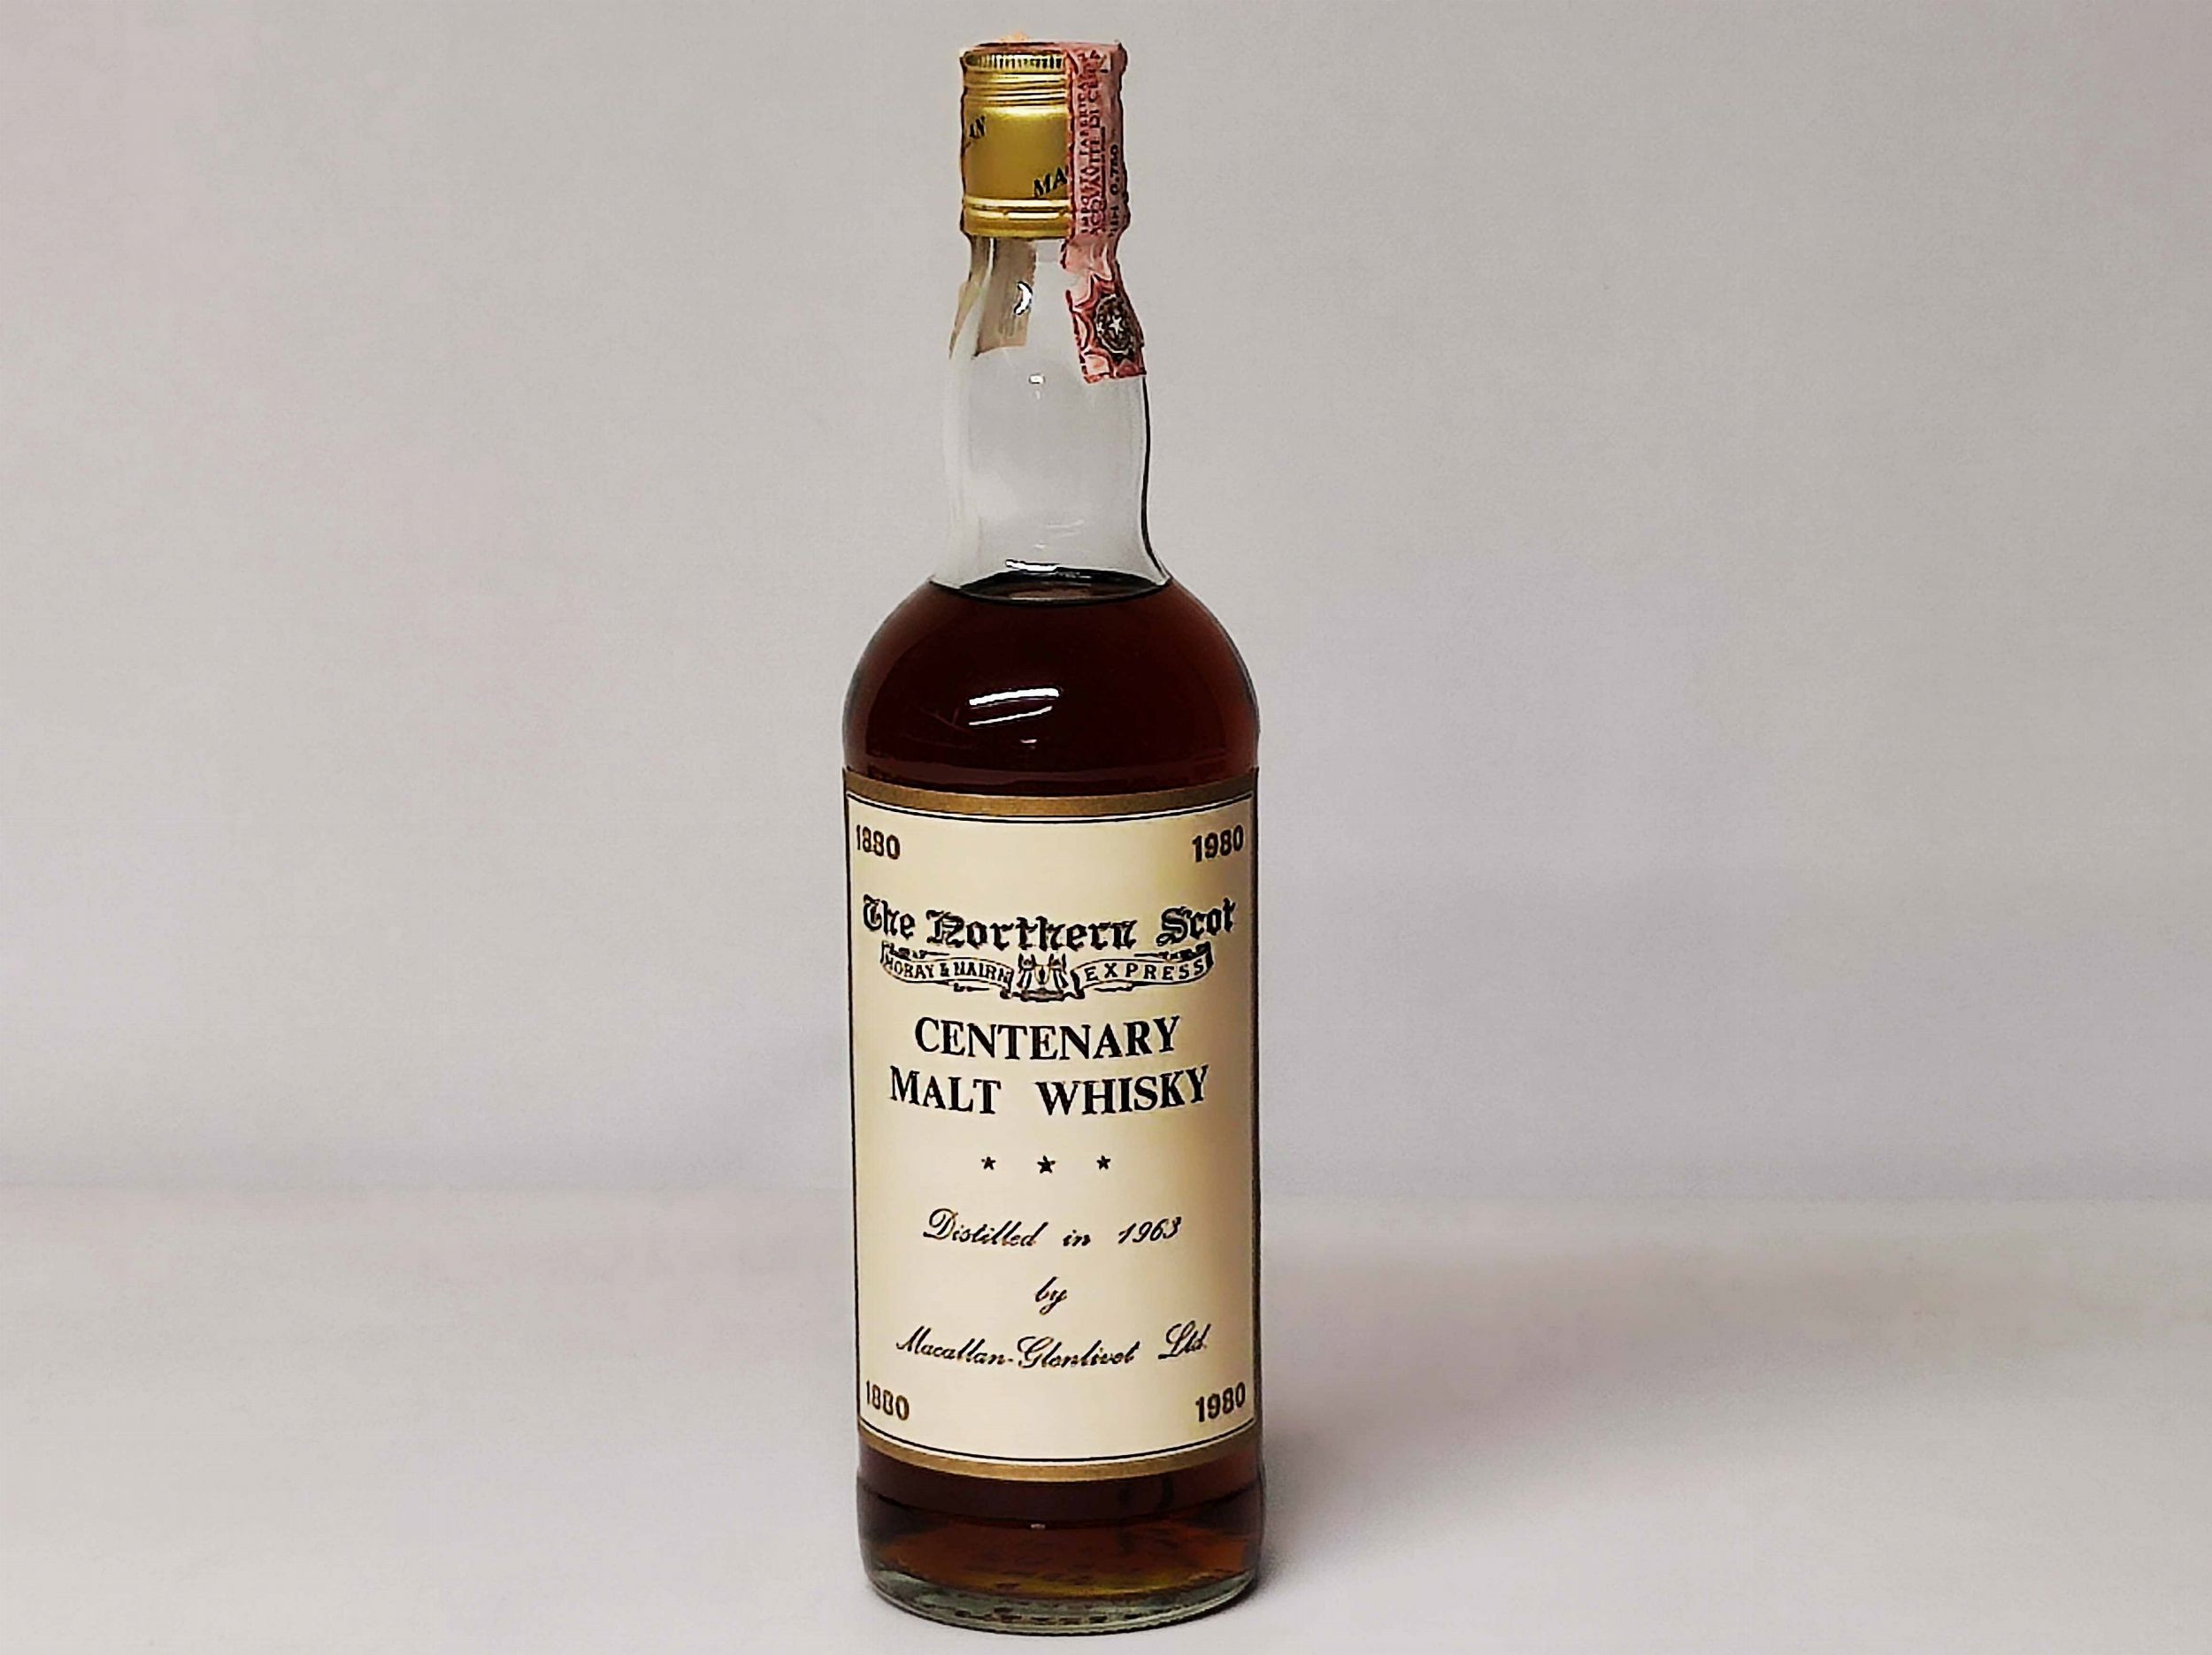 MA
1880 1980
The Northern Scot
MORAY & NAIRN EXPRESS
CENTENARY
MALT WHISKY
* * *
Distilled in 1963
by
Macallan-Glenlivet Ltd.
1880 1980